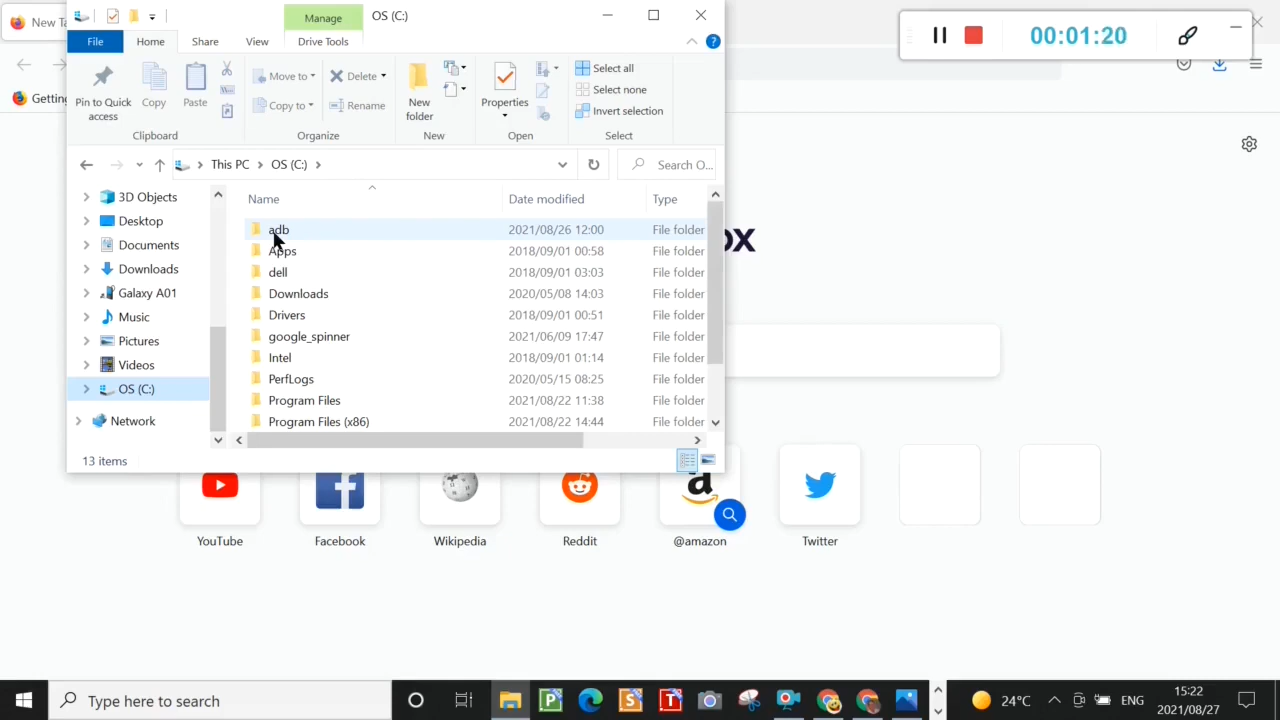 New Ta
Manage
OS (C:)
00:01:20
File
Home
Share
View
Drive Tools
Getting
Pin to Quick access
Copy
Paste
Move to
Copy to
Delete
Rename
New folder
Properties
Select all
Select none
Invert selection
Clipboard
Organize
New
Open
Select
This PC
OS (C:)
Search O...
3D Objects
Desktop
Documents
Downloads
Galaxy A01
Music
Pictures
Videos
OS (C:)
Network
Name
Date modified
Type
adb 2021/08/26 12:00 File folder
Apps 2018/09/01 00:58 File folder
dell 2018/09/01 03:03 File folder
Downloads 2020/05/08 14:03 File folder
Drivers 2018/09/01 00:51 File folder
google_spinner 2021/06/09 17:47 File folder
Intel 2018/09/01 01:14 File folder
PerfLogs 2020/05/15 08:25 File folder
Program Files 2021/08/22 11:38 File folder
Program Files (x86) 2021/08/22 14:44 File folder
13 items
ox
YouTube
Facebook
Wikipedia
Reddit
@amazon
Twitter
Type here to search
24°C
ENG
15:22
2021/08/27